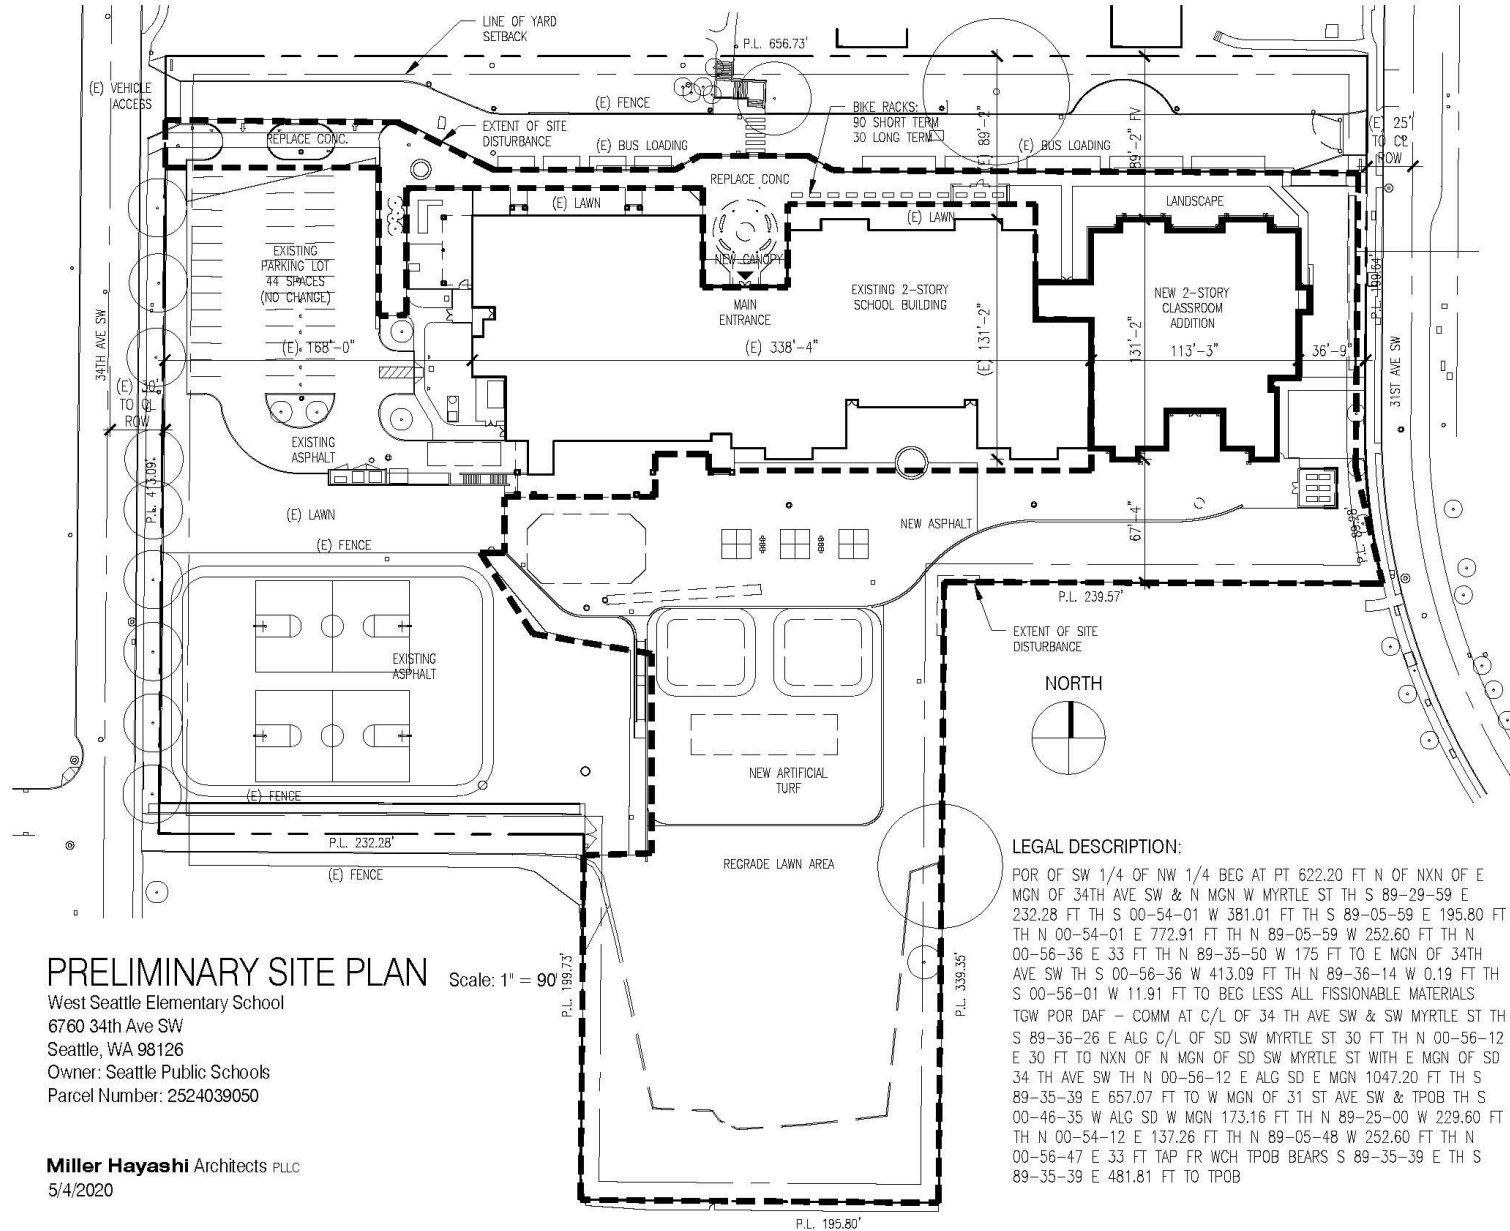 LINE OF YARD
SETBACK
P.L. 656.73'
(E) VEHICLE
ACCESS
(E) FENCE
BIKE RACKS:
90 SHORT TERM
30 LONG TERM
(E) 89'-2"
89'-2" FIV
(E) 25'
TO CL
ROW
REPLACE CONC.
EXTENT OF SITE
DISTURBANCE
(E) BUS LOADING
(E) BUS LOADING
REPLACE CONC
(E) LAWN
(E) LAWN
LANDSCAPE
EXISTING
PARKING LOT
44 SPACES
(NO CHANGE)
NEW CANOPY
MAIN
ENTRANCE
EXISTING 2-STORY
SCHOOL BUILDING
NEW 2-STORY
CLASSROOM
ADDITION
P.L. 199.64'
34TH AVE SW
(E) 168'-0"
(E) 338'-4"
(E) 131'-2"
131'-2"
113'-3"
36'-9"
31ST AVE SW
(E) 30'
TO CL
ROW
EXISTING
ASPHALT
P.L. 413.09'
(E) LAWN
NEW ASPHALT
67'-4"
P.L. 89.98'
(E) FENCE
P.L. 239.57'
EXTENT OF SITE
DISTURBANCE
EXISTING
ASPHALT
NORTH
NEW ARTIFICIAL
TURF
(E) FENCE
P.L. 232.28'
(E) FENCE
REGRADE LAWN AREA
P.L. 199.73'
P.L. 339.35'
P.L. 195.80'
LEGAL DESCRIPTION:
POR OF SW 1/4 OF NW 1/4 BEG AT PT 622.20 FT N OF NXN OF E
MGN OF 34TH AVE SW & N MGN W MYRTLE ST TH S 89-29-59 E
232.28 FT TH S 00-54-01 W 381.01 FT TH S 89-05-59 E 195.80 FT
TH N 00-54-01 E 772.91 FT TH N 89-05-59 W 252.60 FT TH N
00-56-36 E 33 FT TH N 89-35-50 W 175 FT TO E MGN OF 34TH
AVE SW TH S 00-56-36 W 413.09 FT TH N 89-36-14 W 0.19 FT TH
S 00-56-01 W 11.91 FT TO BEG LESS ALL FISSIONABLE MATERIALS
TGW POR DAF - COMM AT C/L OF 34 TH AVE SW & SW MYRTLE ST TH
S 89-36-26 E ALG C/L OF SD SW MYRTLE ST 30 FT TH N 00-56-12
E 30 FT TO NXN OF N MGN OF SD SW MYRTLE ST WITH E MGN OF SD
34 TH AVE SW TH N 00-56-12 E ALG SD E MGN 1047.20 FT TH S
89-35-39 E 657.07 FT TO W MGN OF 31 ST AVE SW & TPOB TH S
00-46-35 W ALG SD W MGN 173.16 FT TH N 89-25-00 W 229.60 FT
TH N 00-54-12 E 137.26 FT TH N 89-05-48 W 252.60 FT TH N
00-56-47 E 33 FT TAP FR WCH TPOB BEARS S 89-35-39 E TH S
89-35-39 E 481.81 FT TO TPOB
PRELIMINARY SITE PLAN
Scale: 1" = 90'
West Seattle Elementary School
6760 34th Ave SW
Seattle, WA 98126
Owner: Seattle Public Schools
Parcel Number: 2524039050
Miller Hayashi Architects PLLC
5/4/2020